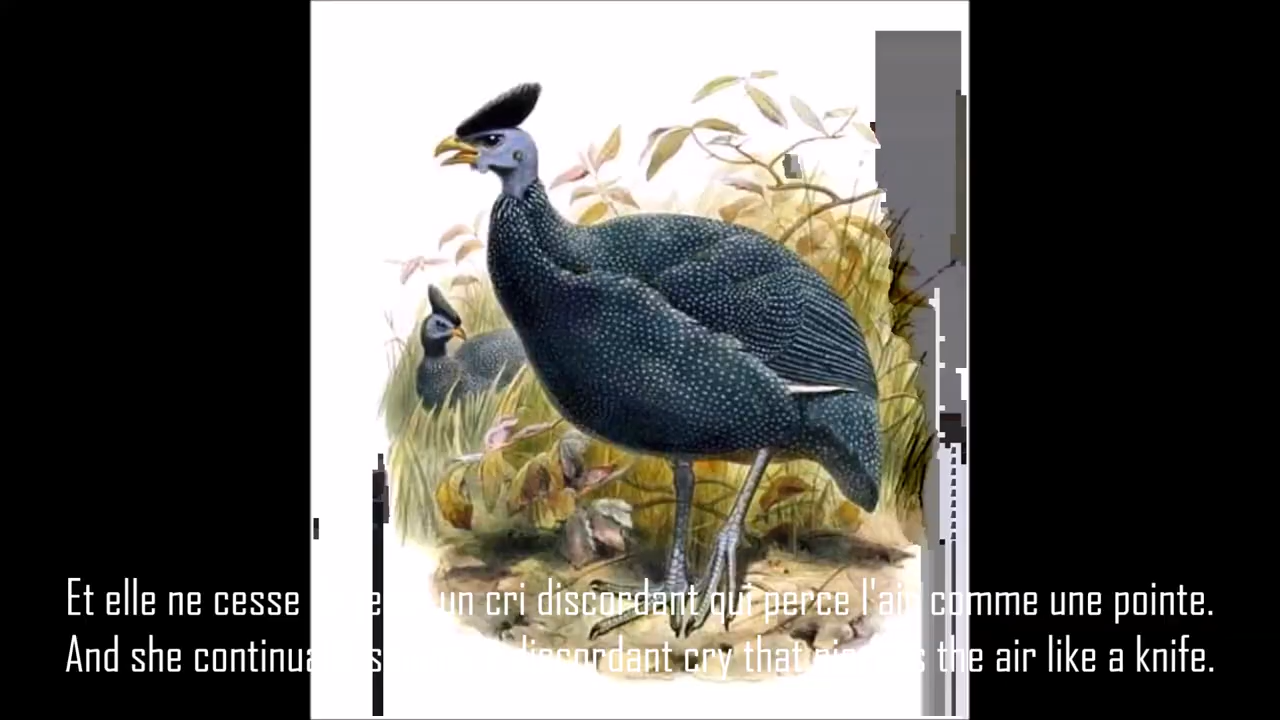 Et elle ne cesse un cri discordant qui perce l'air comme une pointe.
And she discordant cry that the air like a knife.